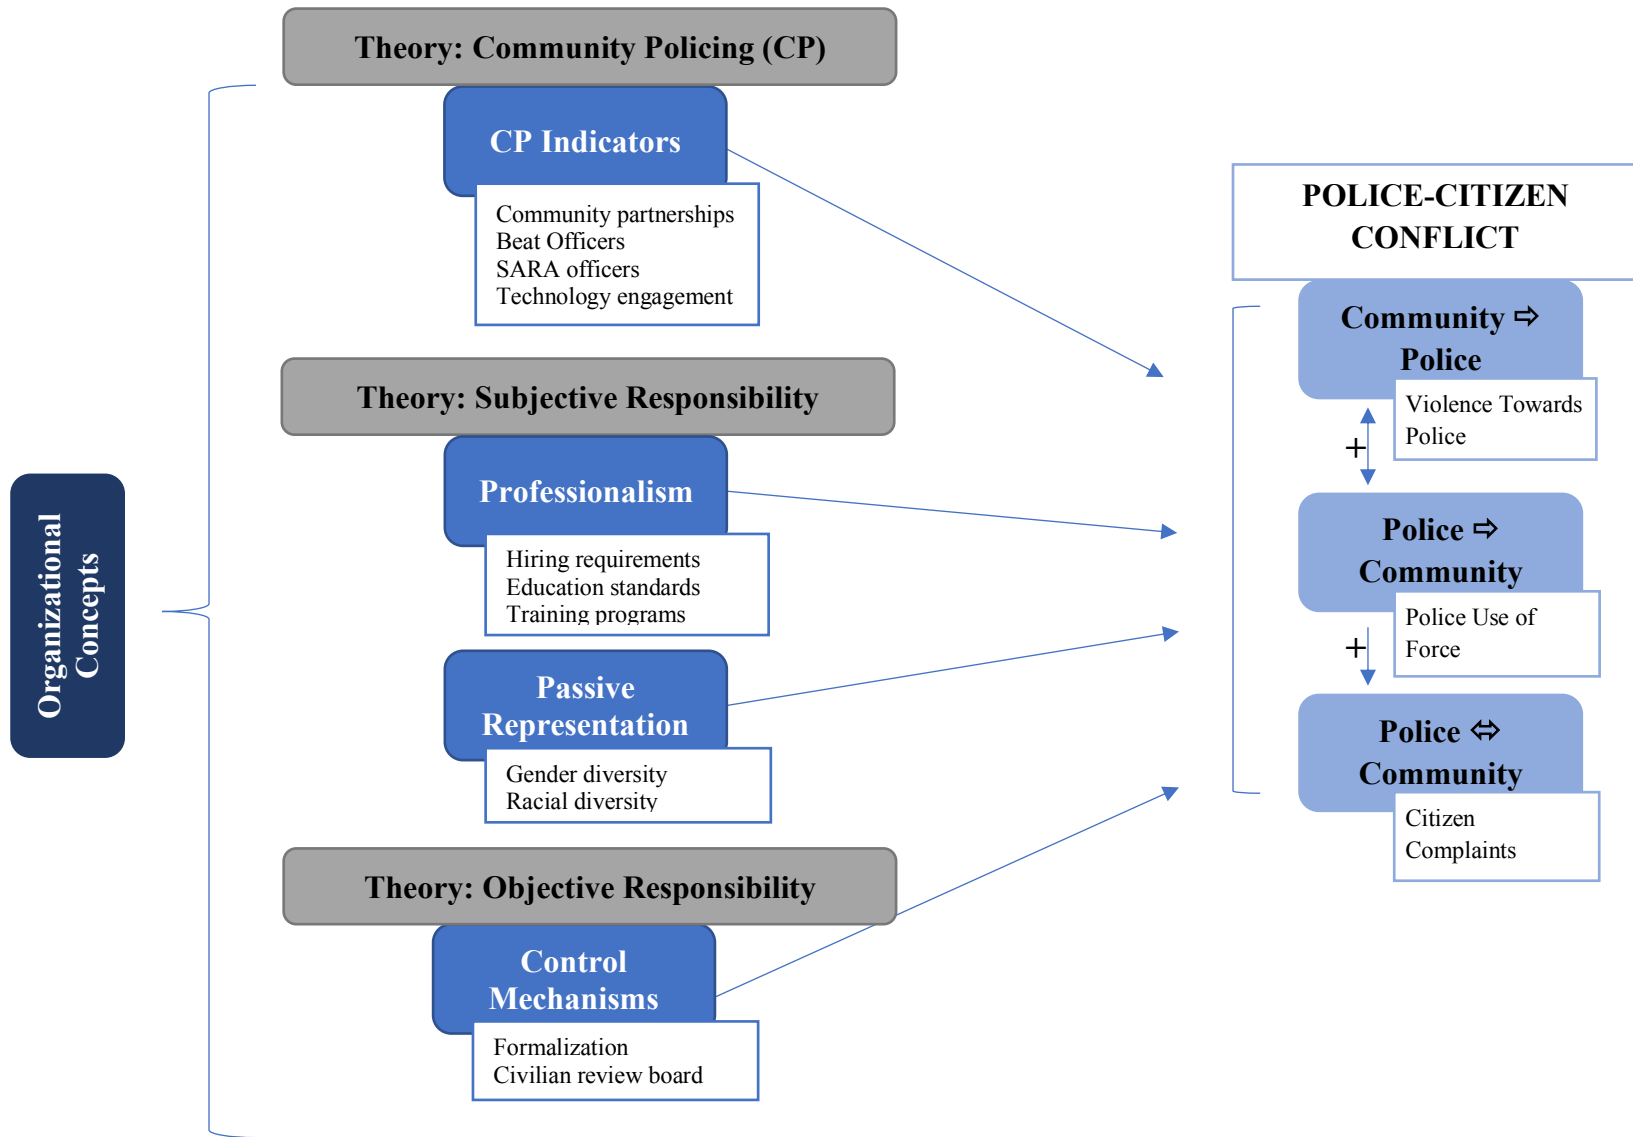 Theory: Community Policing (CP)
CP Indicators
Community partnerships
Beat Officers
SARA officers
Technology engagement
Theory: Subjective Responsibility
Professionalism
Hiring requirements
Education standards
Training programs
Passive
Representation
Gender diversity
Racial diversity
Theory: Objective Responsibility
Control
Mechanisms
Formalization
Civilian review board
Organizational
Concepts
POLICE-CITIZEN
CONFLICT
Community ⇨
Police
Violence Towards
Police
+
Police ⇨
Community
Police Use of
Force
+
Police ⬄
Community
Citizen
Complaints